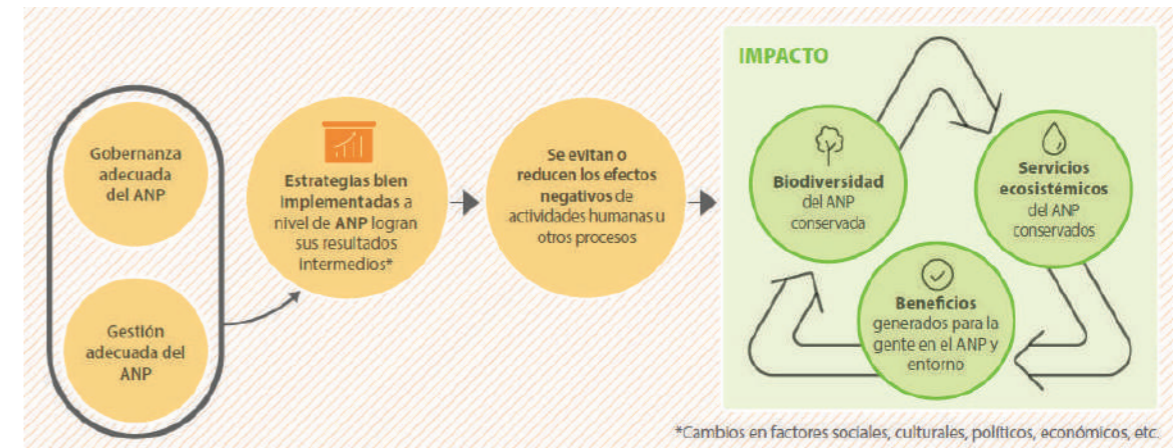 Gobernanza
adecuada
del ANP
Gestión
adecuada del
ANP
Estrategias bien
implementadas a
nivel de ANP logran
sus resultados
intermedios*
Se evitan o
reducen los efectos
negativos de
actividades humanas u
otros procesos
IMPACTO
Biodiversidad
del ANP
conservada
Servicios
ecosistémicos
del ANP
conservados
Beneficios
generados para la
gente en el ANP y
entorno
*Cambios en factores sociales, culturales, políticos, económicos, etc.